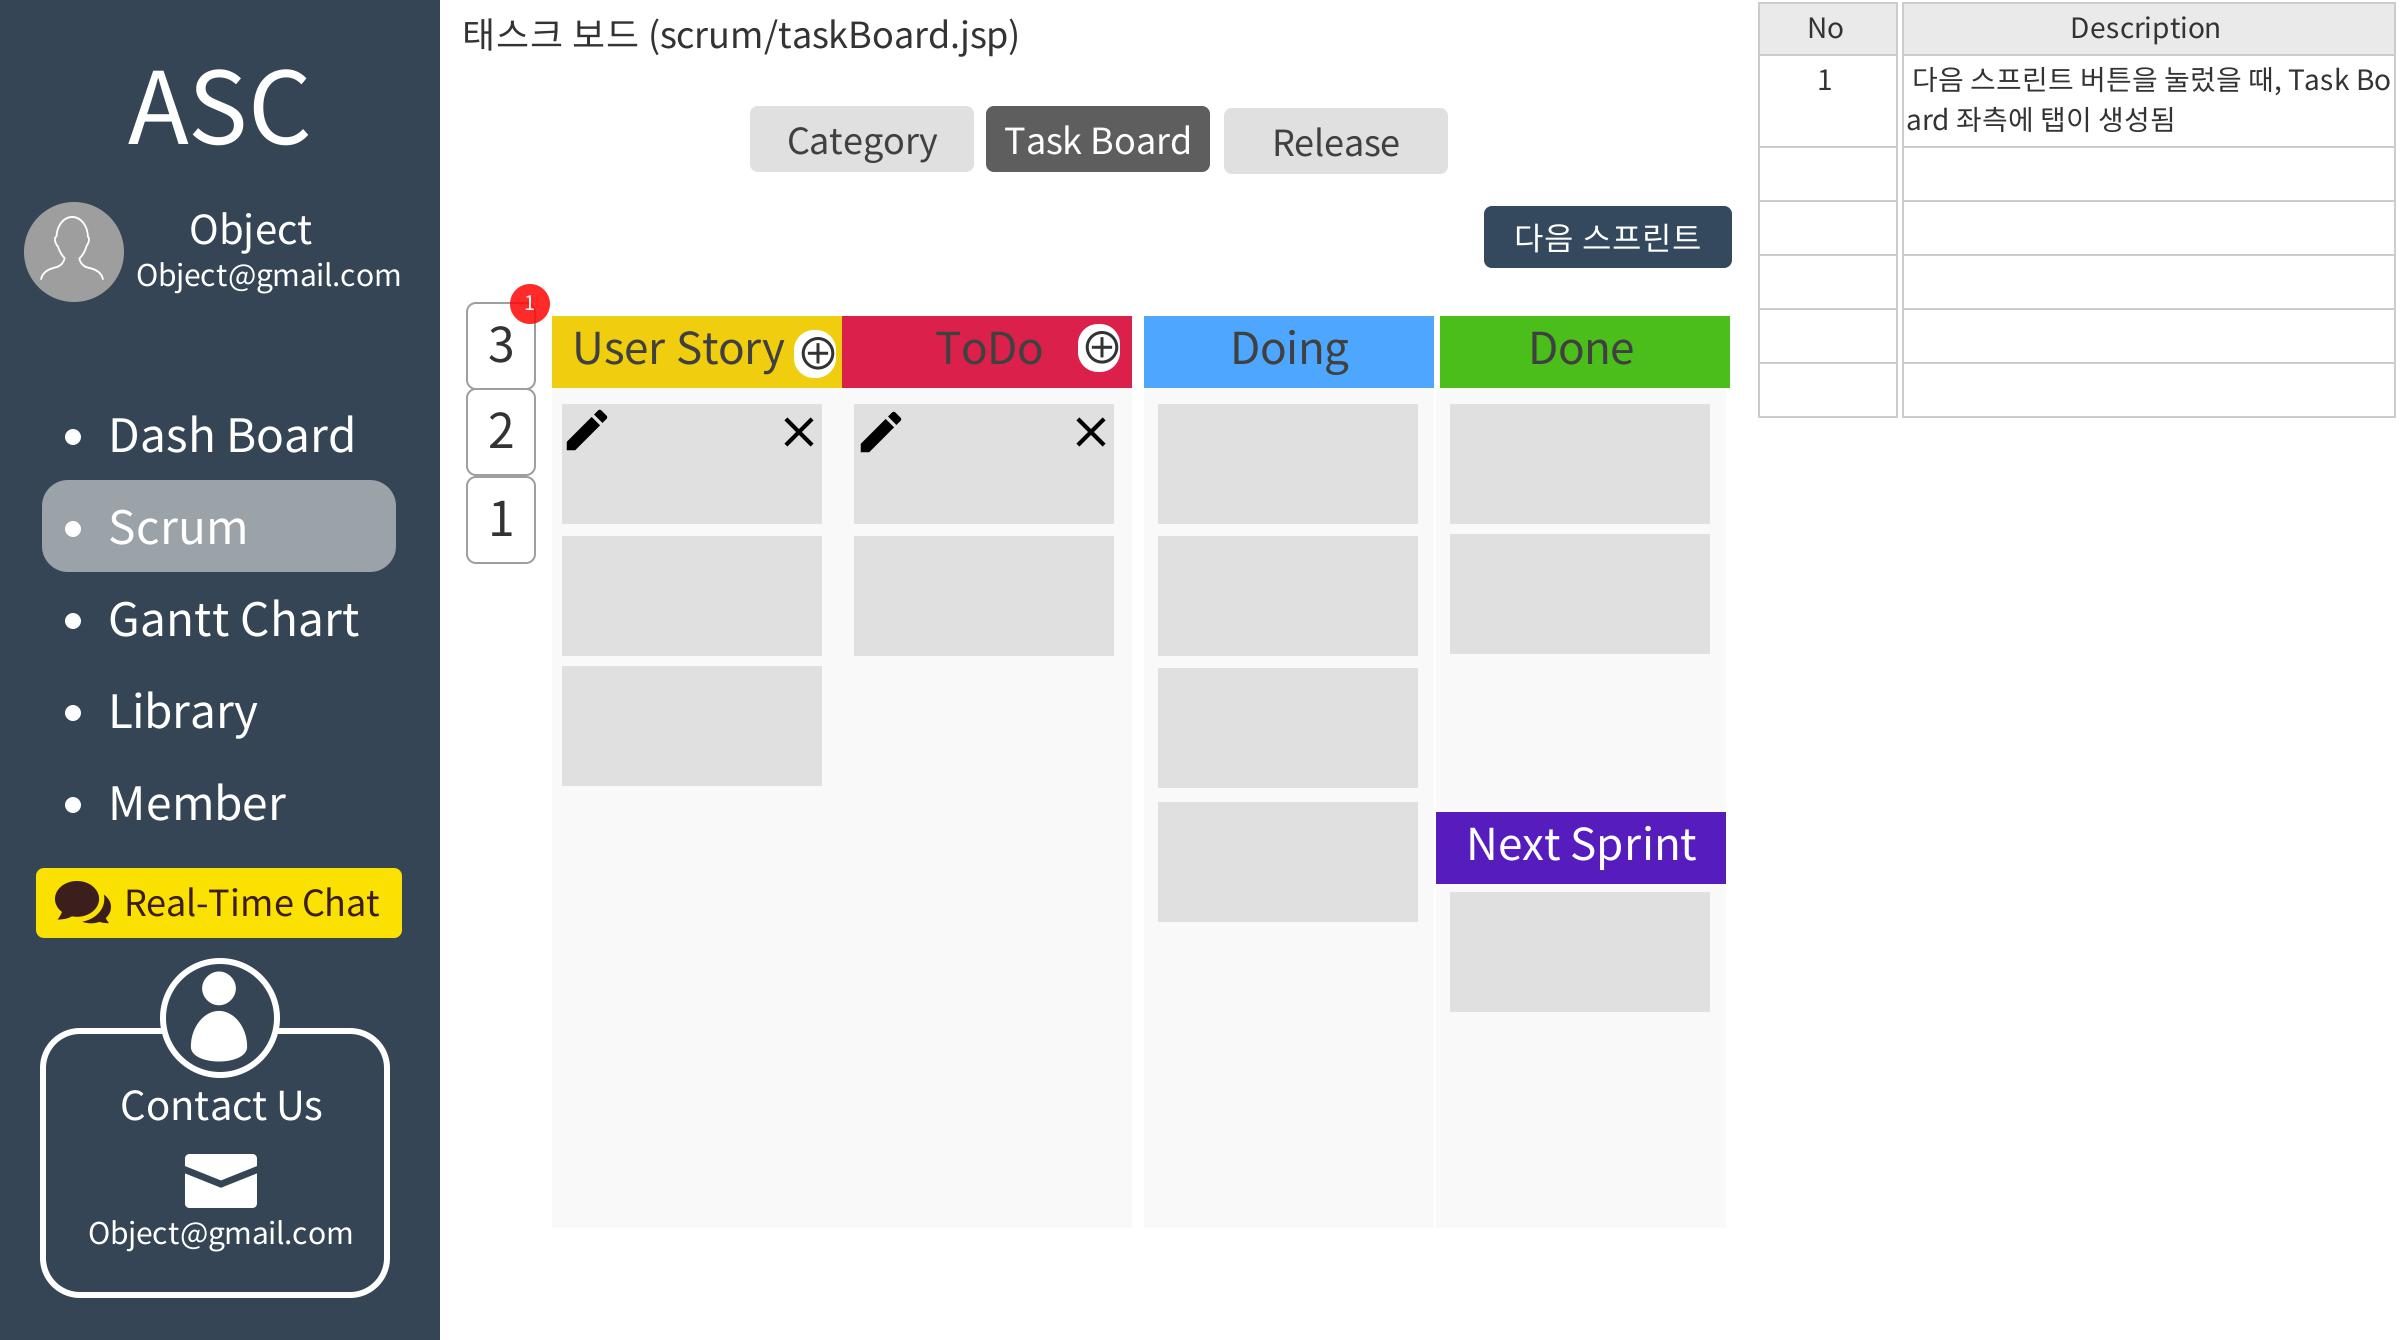 ASC
Object
Object@gmail.com
Dash Board
Scrum
Gantt Chart
Library
Member
Real-Time Chat
Contact Us
Object@gmail.com
태스크 보드 (scrum/taskBoard.jsp)
Category
Task Board
Release
다음 스프린트
1
3
2
1
User Story
ToDo
Doing
Done
Next Sprint
No
Description
1
다음 스프린트 버튼을 눌렀을 때, Task Bo
ard 좌측에 탭이 생성됨